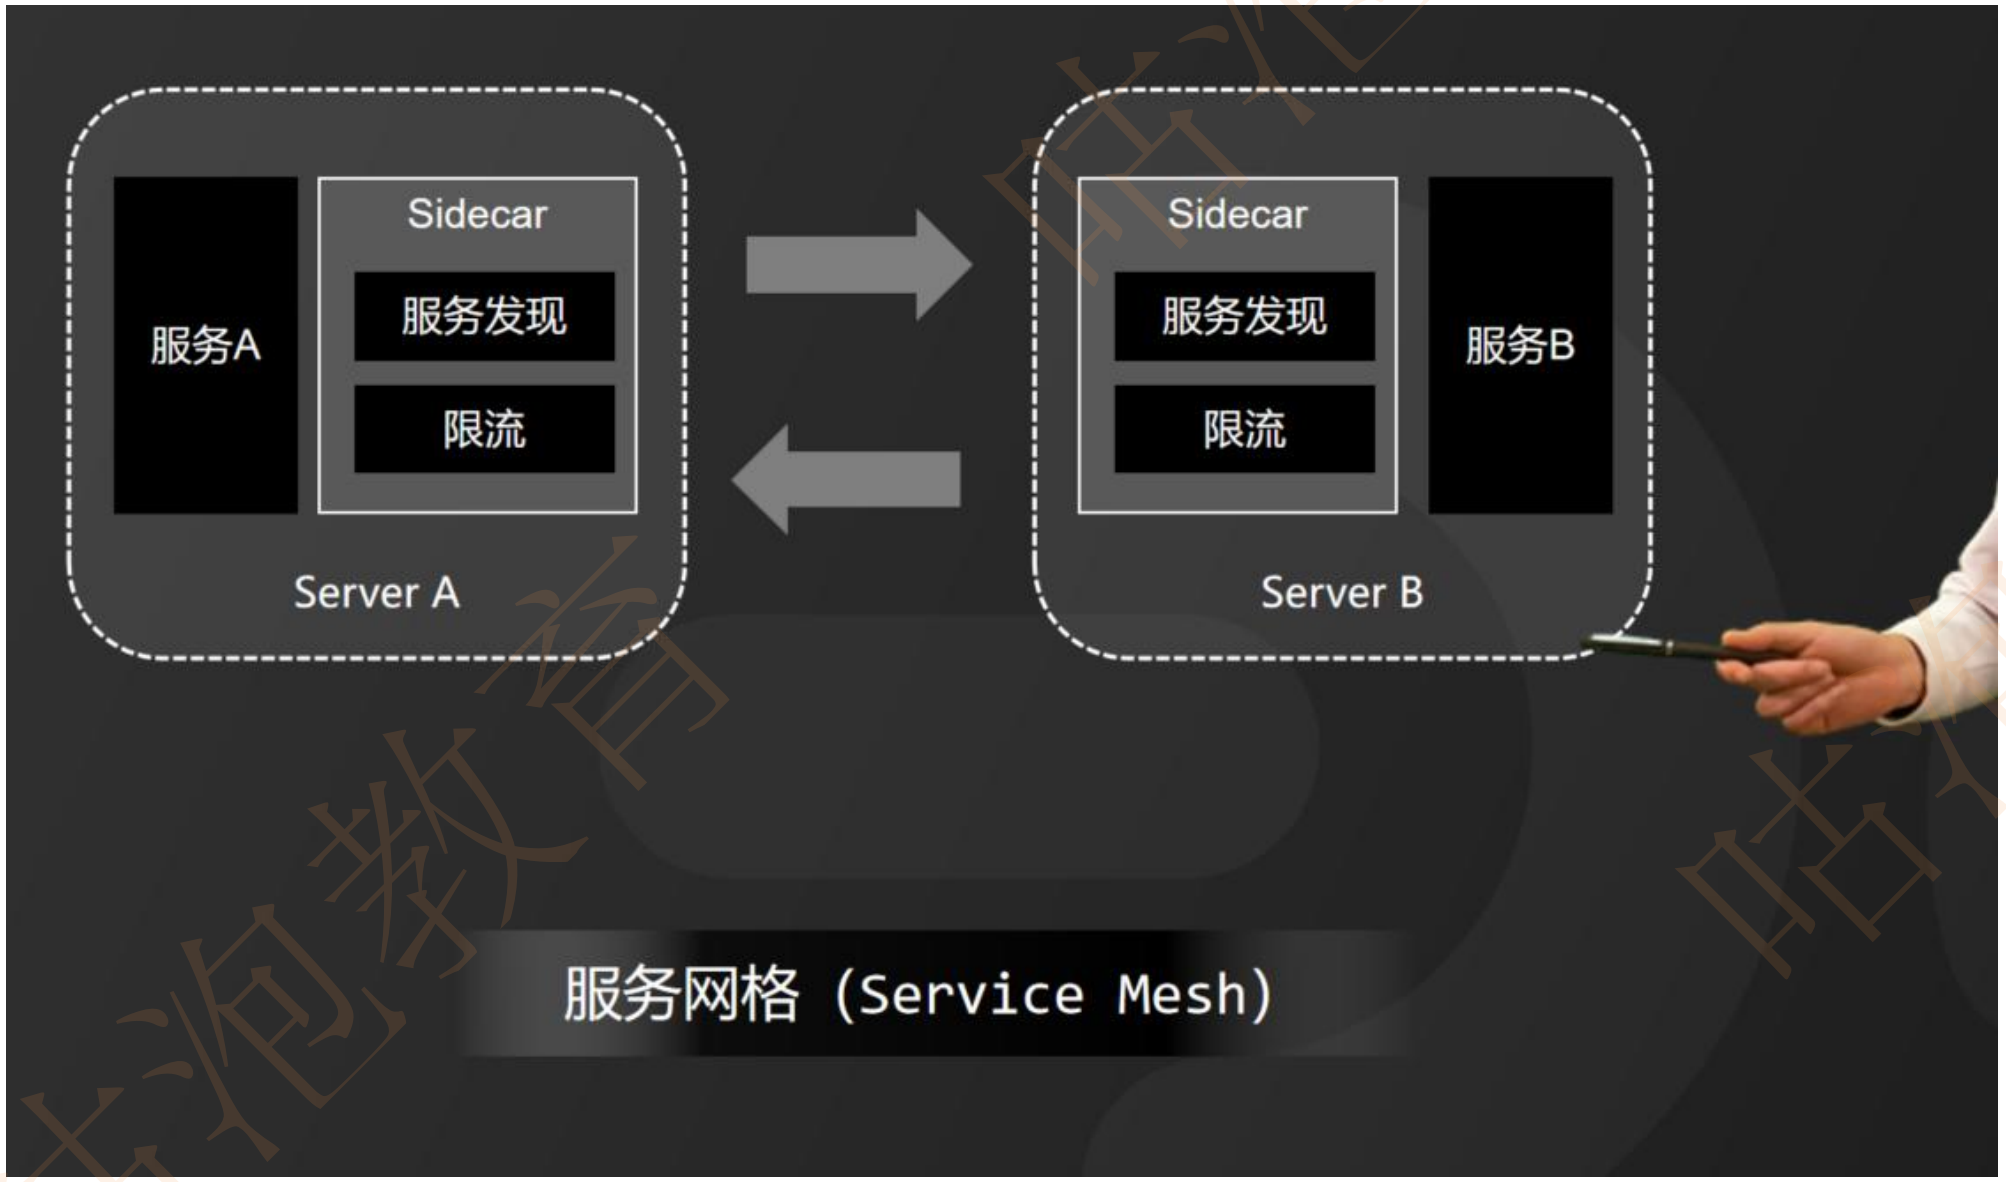 服务A
Sidecar
服务发现
限流
Server A
Sidecar
服务发现
限流
服务B
Server B
服务网格（Service Mesh）
咕泡教育
咕泡
咕泡